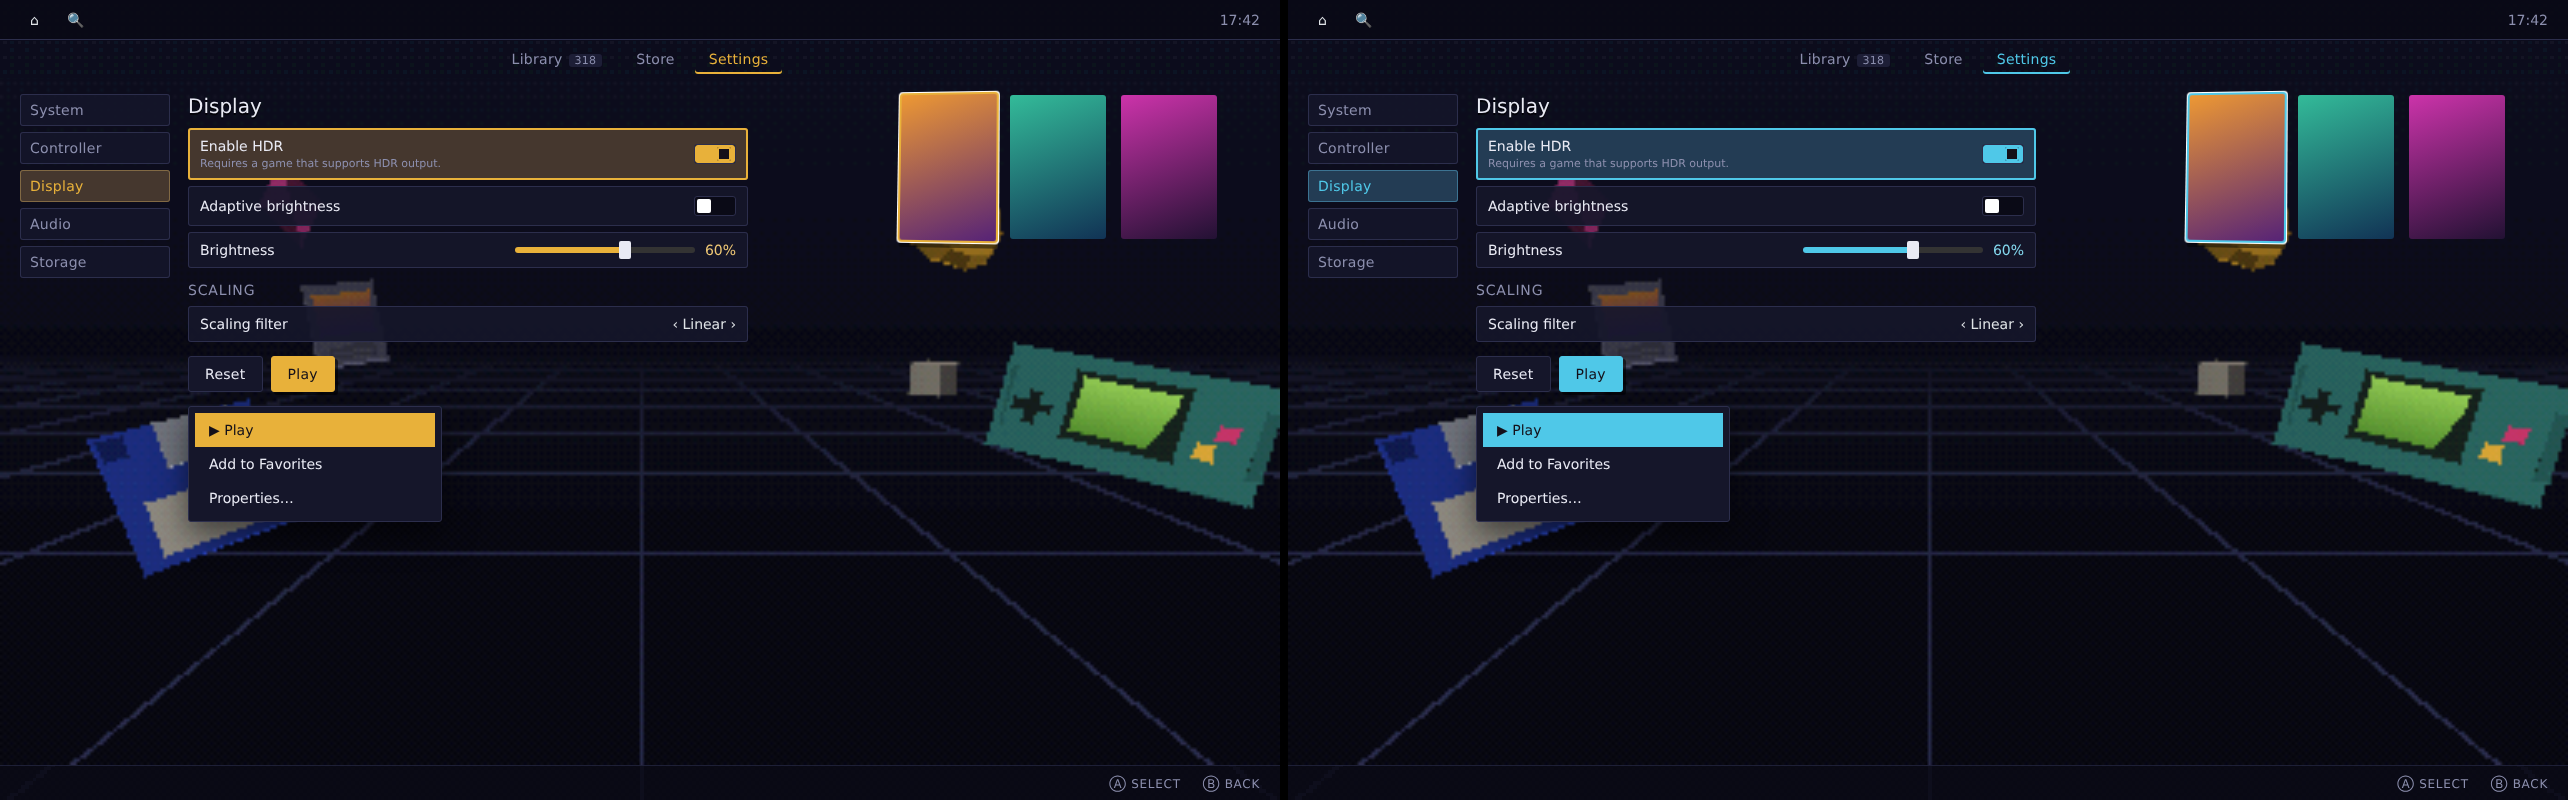 17:42
Library 318 Store Settings
System
Controller
Display
Audio
Storage
Display
Enable HDR
Requires a game that supports HDR output.
Adaptive brightness
Brightness 60%
SCALING
Scaling filter ‹ Linear ›
Reset Play
▶ Play
Add to Favorites
Properties...
Ⓐ SELECT Ⓑ BACK
17:42
Library 318 Store Settings
System
Controller
Display
Audio
Storage
Display
Enable HDR
Requires a game that supports HDR output.
Adaptive brightness
Brightness 60%
SCALING
Scaling filter ‹ Linear ›
Reset Play
▶ Play
Add to Favorites
Properties...
Ⓐ SELECT Ⓑ BACK